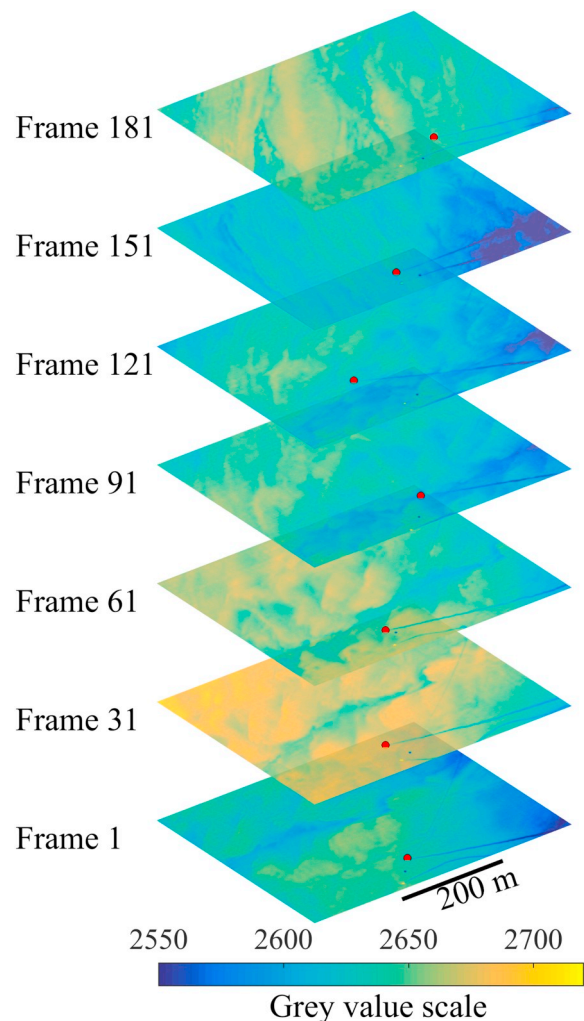 Frame 181
Frame 151
Frame 121
Frame 91
Frame 61
Frame 31
Frame 1
200 m
2550 2600 2650 2700
Grey value scale